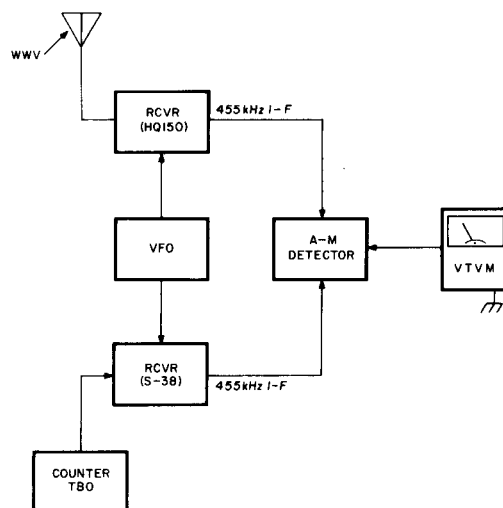 WWV
RCVR
(HQ150)
455kHz I-F
VFO
A-M
DETECTOR
VTVM
RCVR
(S-38)
455kHz I-F
COUNTER
TBO